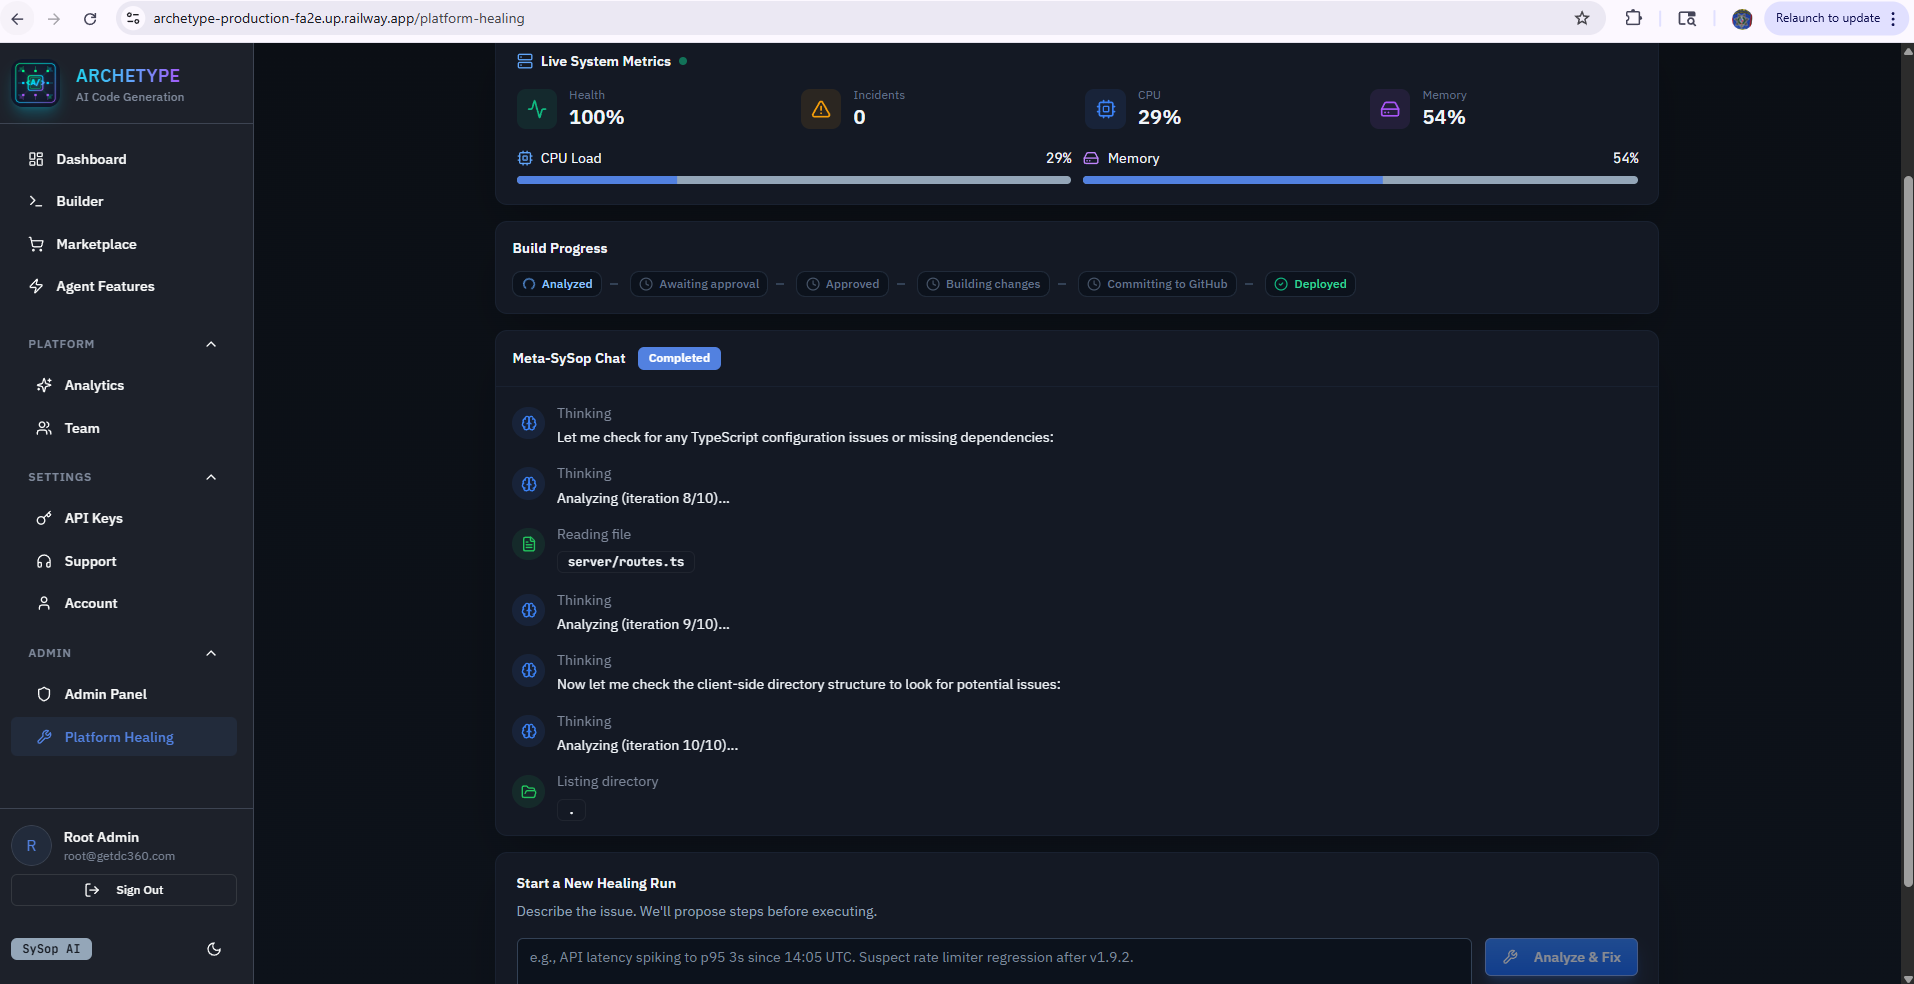 archetype-production-fa2e.up.railway.app/platform-healing
Relaunch to update
ARCHETYPE
AI Code Generation
Dashboard
Builder
Marketplace
Agent Features
PLATFORM
Analytics
Team
SETTINGS
API Keys
Support
Account
ADMIN
Admin Panel
Platform Healing
R
Root Admin
root@getdc360.com
Sign Out
SySop AI
Live System Metrics
Health
100%
Incidents
0
CPU
29%
Memory
54%
CPU Load 29%
Memory 54%
Build Progress
Analyzed – Awaiting approval – Approved – Building changes – Committing to GitHub – Deployed
Meta-SySop Chat Completed
Thinking
Let me check for any TypeScript configuration issues or missing dependencies:
Thinking
Analyzing (iteration 8/10)...
Reading file
server/routes.ts
Thinking
Analyzing (iteration 9/10)...
Thinking
Now let me check the client-side directory structure to look for potential issues:
Thinking
Analyzing (iteration 10/10)...
Listing directory
.
Start a New Healing Run
Describe the issue. We'll propose steps before executing.
e.g., API latency spiking to p95 3s since 14:05 UTC. Suspect rate limiter regression after v1.9.2.
Analyze & Fix